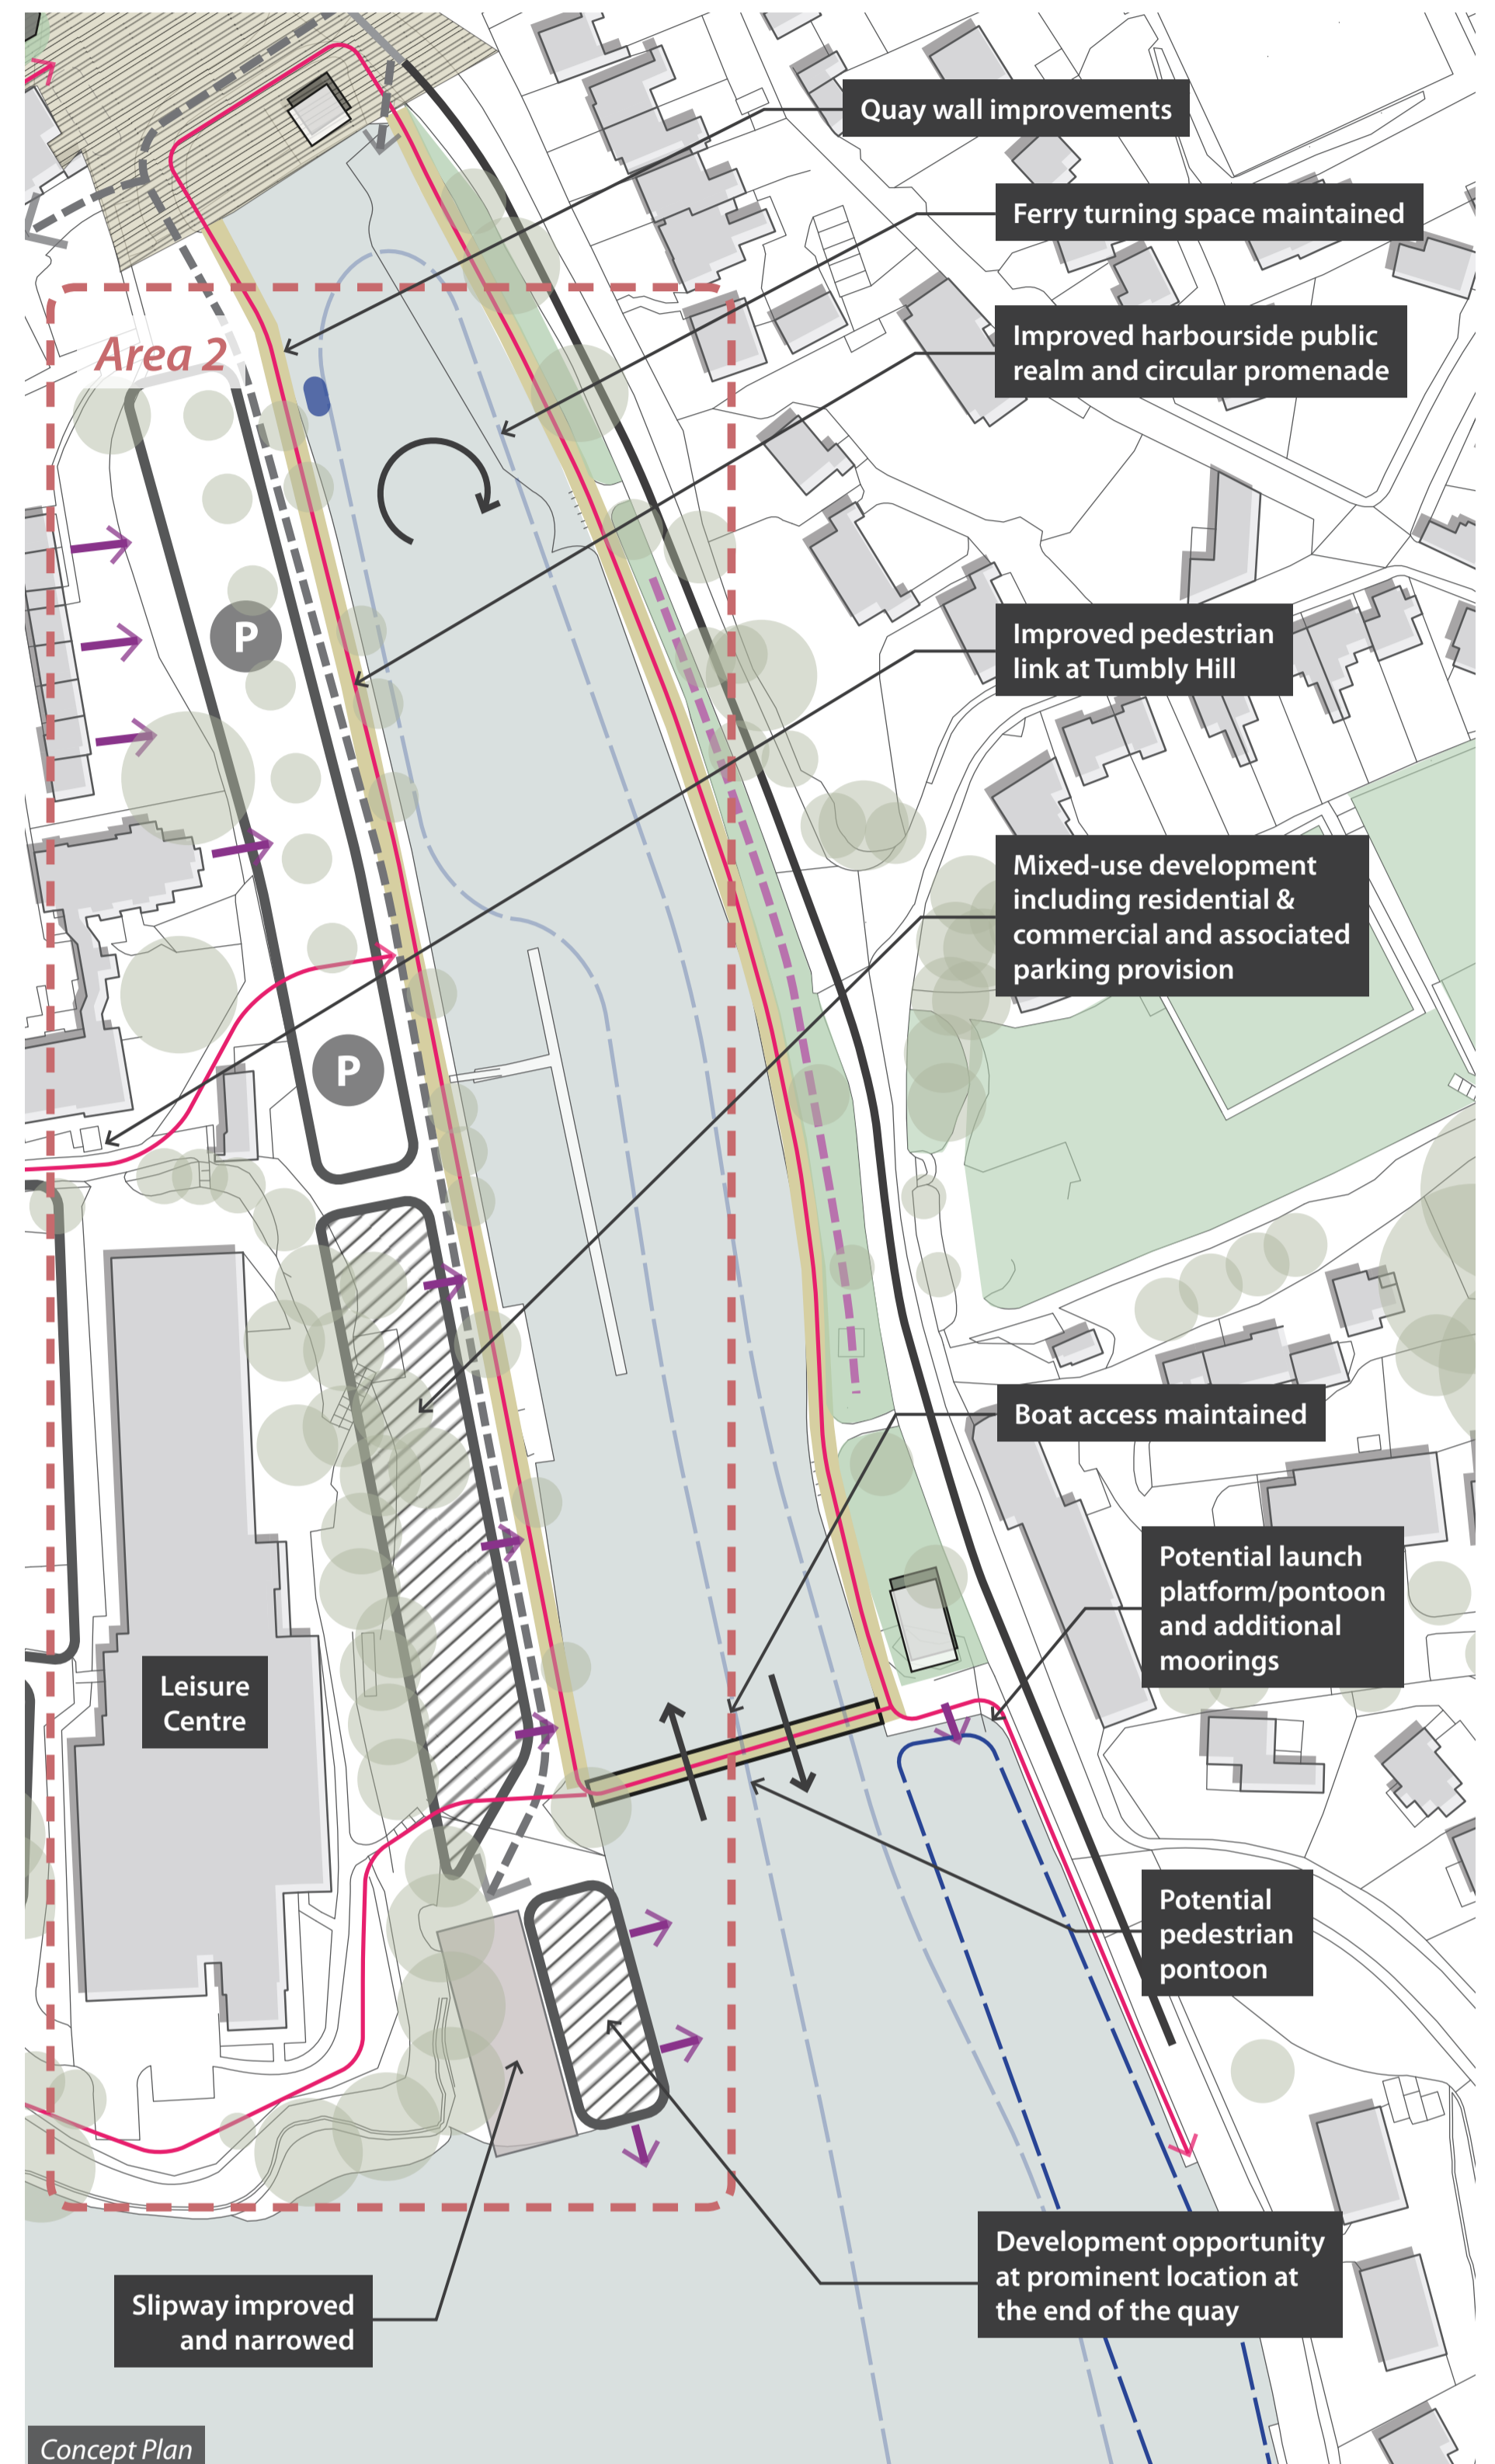 Quay wall improvements
Ferry turning space maintained
Improved harbourside public
realm and circular promenade
Area 2
Improved pedestrian
link at Tumbly Hill
P
Mixed-use development
including residential &
commercial and associated
parking provision
P
Boat access maintained
Potential launch
platform/pontoon
and additional
moorings
Leisure
Centre
Potential
pedestrian
pontoon
Development opportunity
at prominent location at
the end of the quay
Slipway improved
and narrowed
Concept Plan